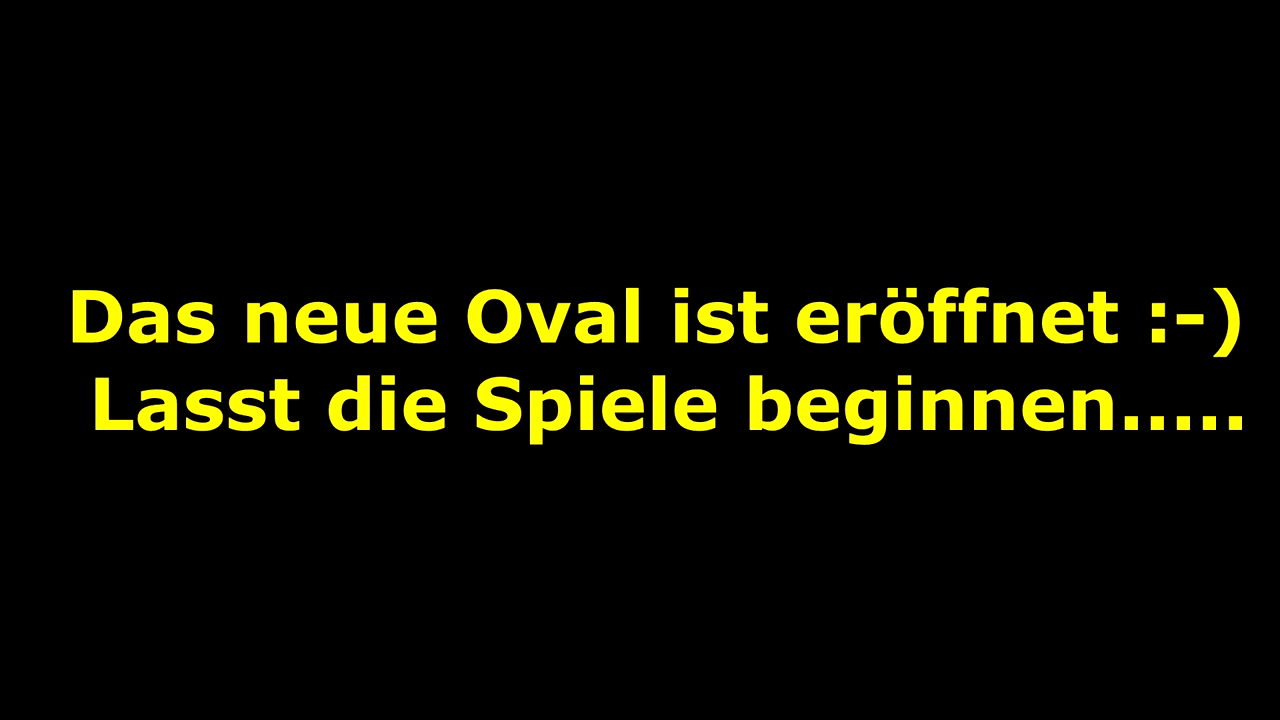 Das neue Oval ist eröffnet :-)
Lasst die Spiele beginnen.....